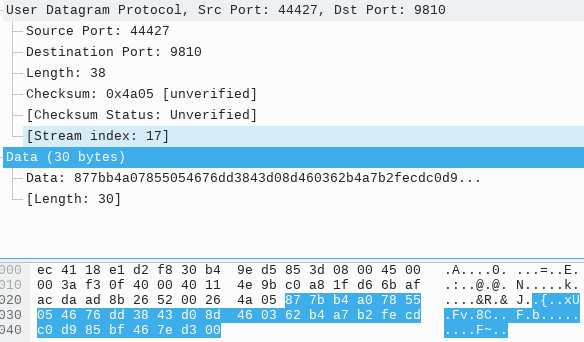 User Datagram Protocol, Src Port: 44427, Dst Port: 9810
Source Port: 44427
Destination Port: 9810
Length: 38
Checksum: 0x4a05 [unverified]
[Checksum Status: Unverified]
[Stream index: 17]
Data (30 bytes)
Data: 877bb4a07855054676dd3843d08d460362b4a7b2fecdc0d9...
[Length: 30]
000 ec 41 18 e1 d2 f8 30 b4 9e d5 85 3d 08 00 45 00 .A....0. ...=..E.
010 00 3a f3 0f 40 00 40 11 4e 9b c0 a8 1f d6 6b af .:..@.@. N.....k.
020 ac da ad 8b 26 52 00 26 4a 05 87 7b b4 a0 78 55 ....&R.& J..{..xU
030 05 46 76 dd 38 43 d0 8d 46 03 62 b4 a7 b2 fe cd .Fv.8C.. F.b.....
040 c0 d9 85 bf 46 7e d3 00 ....F~..